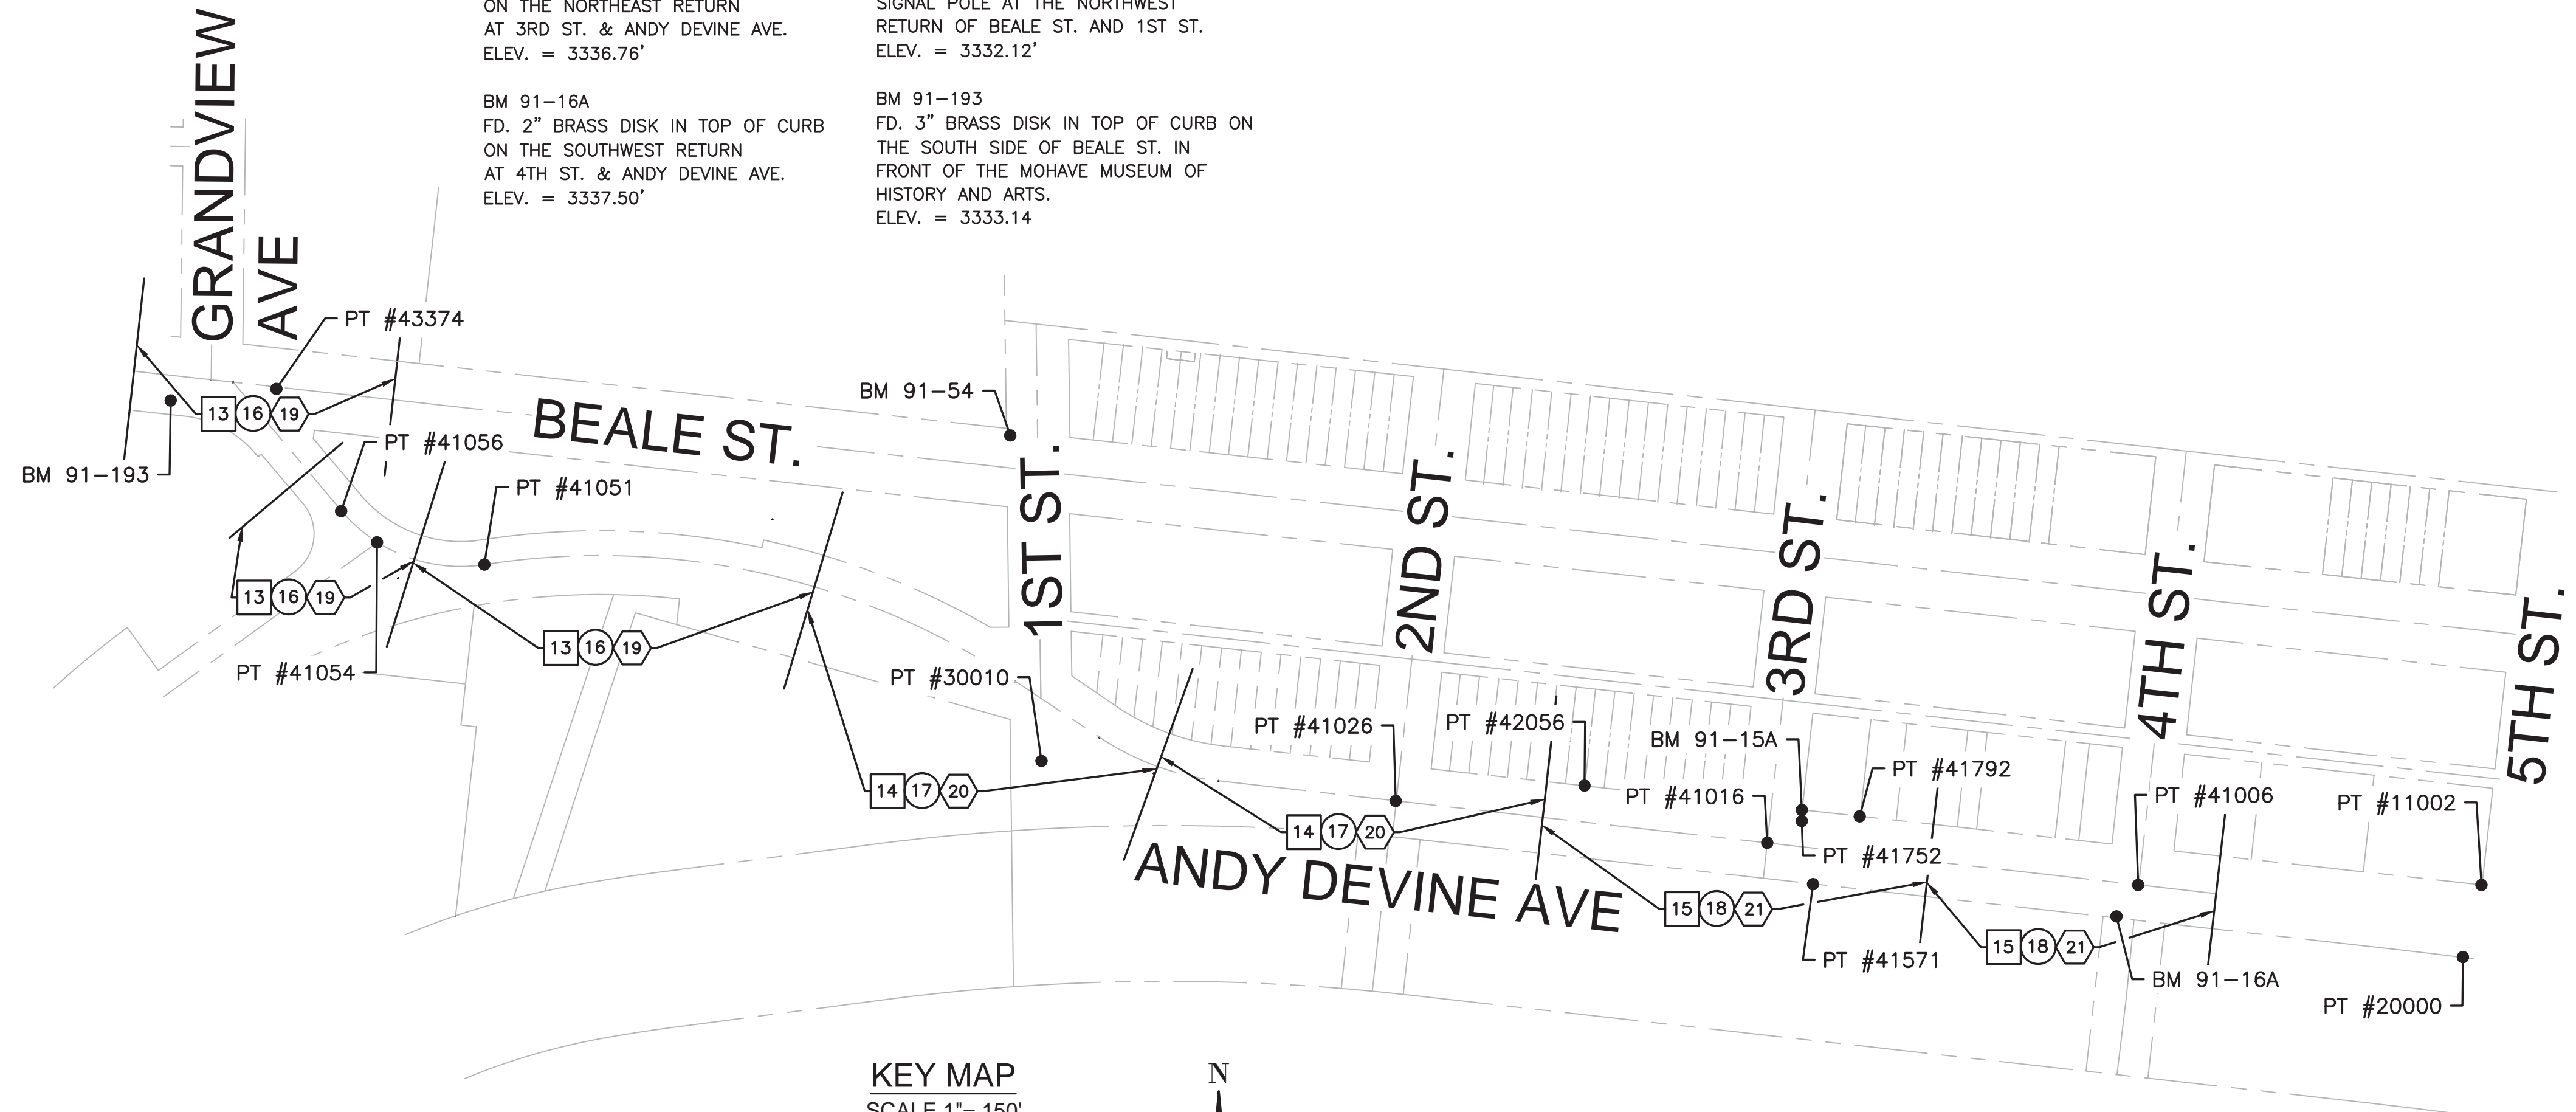 ON THE NORTHEAST RETURN
AT 3RD ST. & ANDY DEVINE AVE.
ELEV. = 3336.76'
BM 91-16A
FD. 2" BRASS DISK IN TOP OF CURB
ON THE SOUTHWEST RETURN
AT 4TH ST. & ANDY DEVINE AVE.
ELEV. = 3337.50'
SIGNAL POLE AT THE NORTHWEST
RETURN OF BEALE ST. AND 1ST ST.
ELEV. = 3332.12'
BM 91-193
FD. 3" BRASS DISK IN TOP OF CURB ON
THE SOUTH SIDE OF BEALE ST. IN
FRONT OF THE MOHAVE MUSEUM OF
HISTORY AND ARTS.
ELEV. = 3333.14
GRANDVIEW
AVE
PT #43374
13 16 19
BM 91-193
PT #41056
PT #41051
BEALE ST.
BM 91-54
13 16 19
PT #41054
13 16 19
1ST ST.
2ND ST.
3RD ST.
4TH ST.
5TH ST.
PT #30010
14 17 20
PT #41026
PT #42056
14 17 20
ANDY DEVINE AVE
BM 91-15A
PT #41016
PT #41792
PT #41752
15 18 21
PT #41571
PT #41006
PT #11002
15 18 21
BM 91-16A
PT #20000
KEY MAP
SCALE 1"= 150'
N